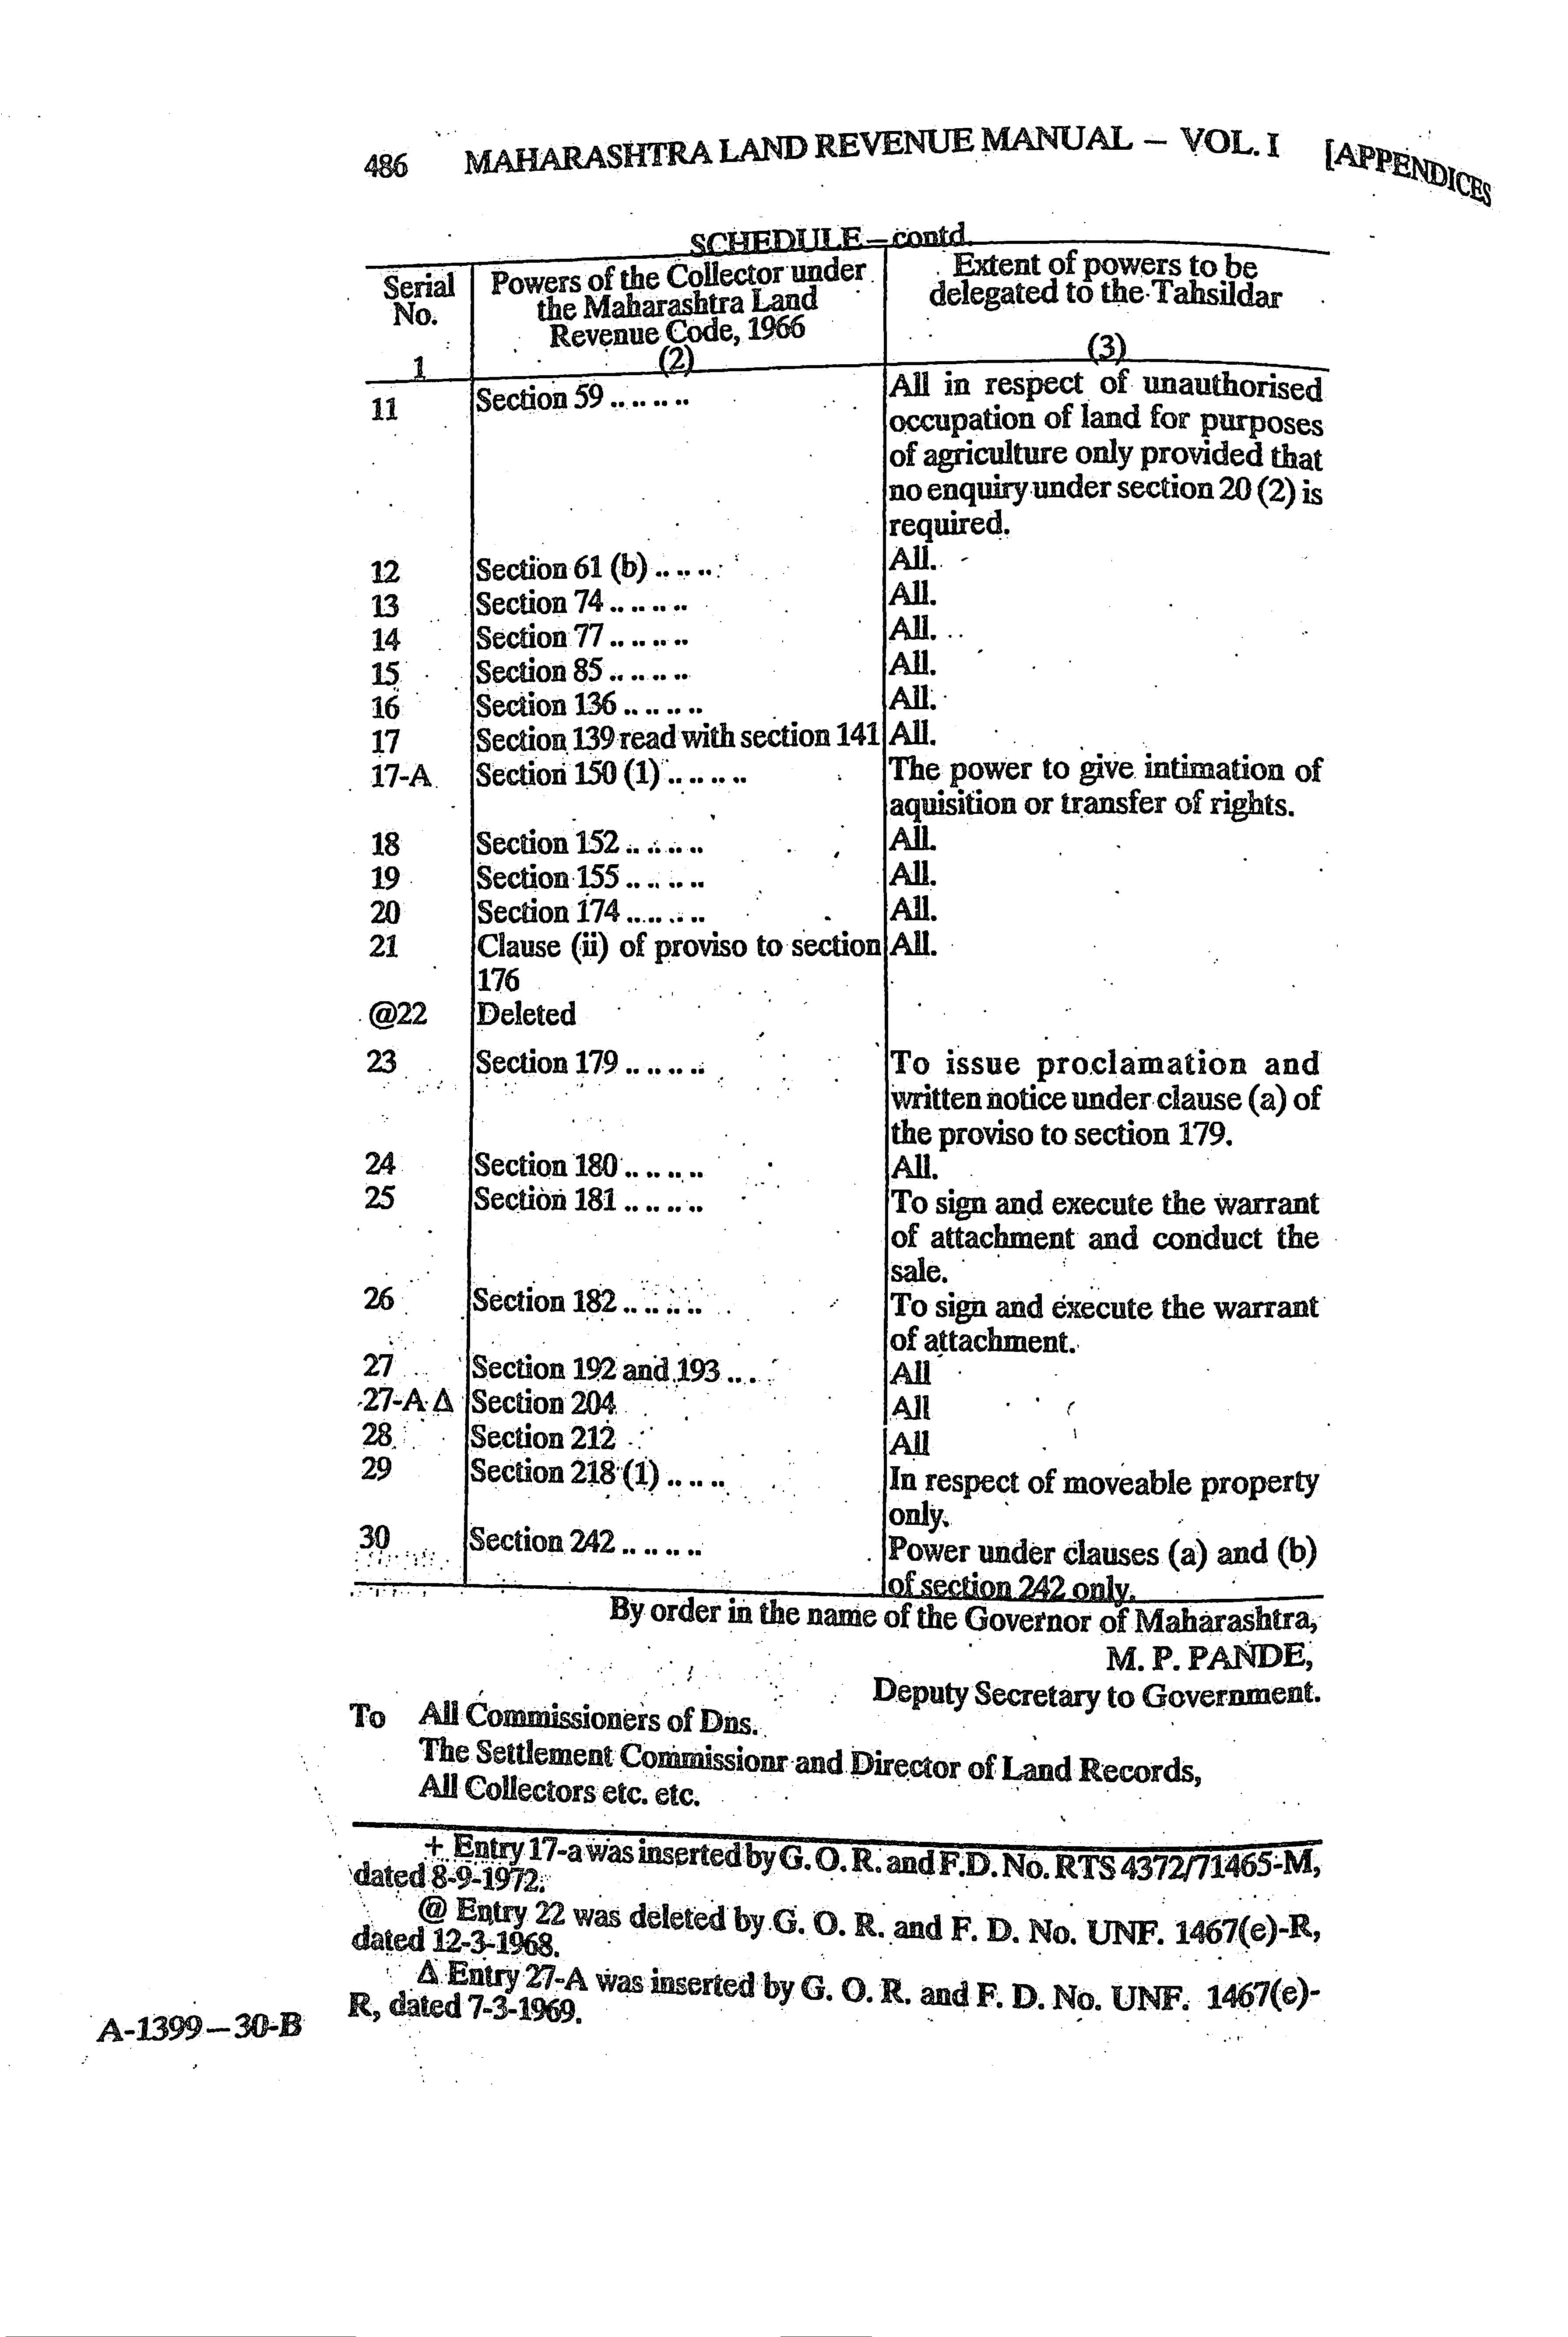 486 MAHARASHTRA LAND REVENUE MANUAL – VOL. I [APPENDICES
SCHEDULE – contd.
Serial No. Powers of the Collector under the Maharashtra Land Revenue Code, 1966 Extent of powers to be delegated to the Tahsildar
1 (2) (3)
11 Section 59 .. .. .. .. All in respect of unauthorised
occupation of land for purposes
of agriculture only provided that
no enquiry under section 20 (2) is
required.
12 Section 61 (b) .. .. .. All.
13 Section 74 .. .. .. .. All.
14 Section 77 .. .. .. .. All.
15 Section 85 .. .. .. .. All.
16 Section 136 .. .. .. .. All.
17 Section 139 read with section 141 All.
17-A Section 150 (1) .. .. .. .. The power to give intimation of
aquisition or transfer of rights.
18 Section 152 .. .. .. .. All.
19 Section 155 .. .. .. .. All.
20 Section 174 .. .. .. .. All.
21 Clause (ii) of proviso to section All.
176
@22 Deleted
23 Section 179 .. .. .. .. To issue proclamation and
written notice under clause (a) of
the proviso to section 179.
24 Section 180 .. .. .. .. All.
25 Section 181 .. .. .. .. To sign and execute the warrant
of attachment and conduct the
sale.
26 Section 182 .. .. .. .. To sign and execute the warrant
of attachment.
27 Section 192 and 193 .. .. All
27-A Δ Section 204 All
28 Section 212 All
29 Section 218 (1) .. .. .. In respect of moveable property
only.
30 Section 242 .. .. .. .. Power under clauses (a) and (b)
of section 242 only.
By order in the name of the Governor of Maharashtra,
M. P. PANDE,
Deputy Secretary to Government.
To All Commissioners of Dns.
The Settlement Commissionr and Director of Land Records,
All Collectors etc. etc.
+ Entry 17-a was inserted by G. O. R. and F.D. No. RTS 4372/71465-M,
dated 8-9-1972.
@ Entry 22 was deleted by G. O. R. and F. D. No. UNF. 1467(e)-R,
dated 12-3-1968.
Δ Entry 27-A was inserted by G. O. R. and F. D. No. UNF. 1467(e)-
R, dated 7-3-1969.
A-1399–30-B